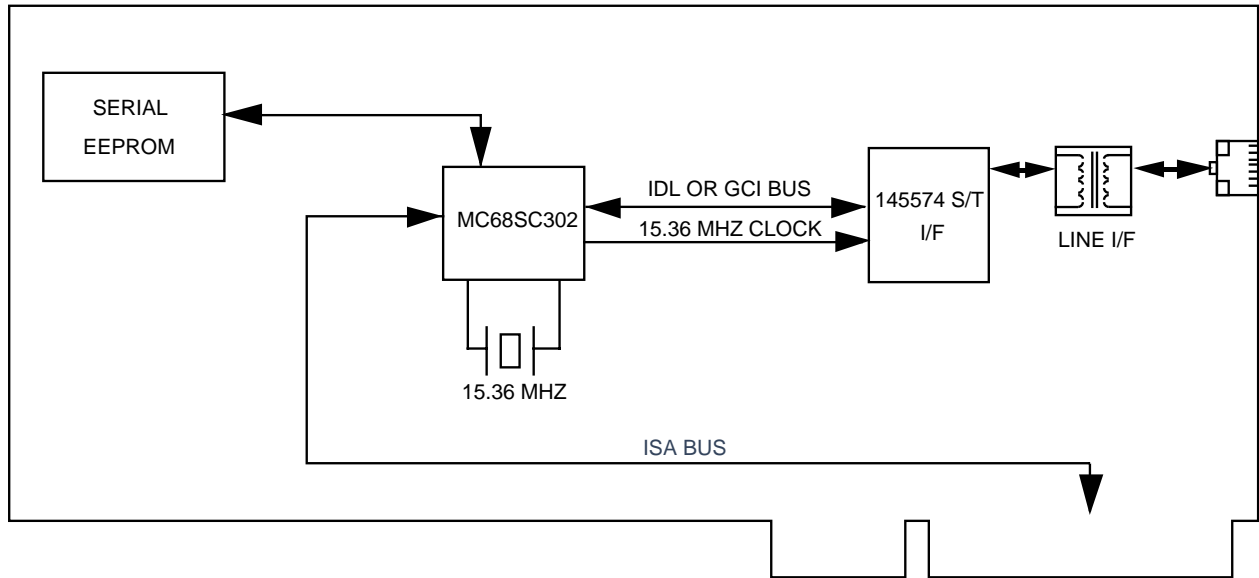 SERIAL
EEPROM
MC68SC302
IDL OR GCI BUS
15.36 MHZ CLOCK
145574 S/T
I/F
LINE I/F
15.36 MHZ
ISA BUS